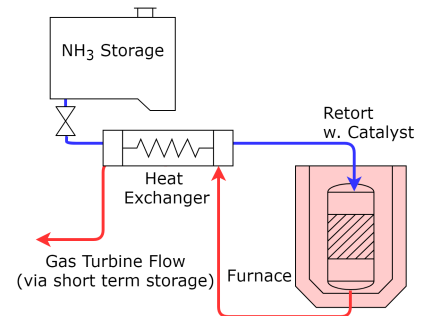 NH3 Storage
Retort
w. Catalyst
Heat
Exchanger
Gas Turbine Flow
(via short term storage)
Furnace